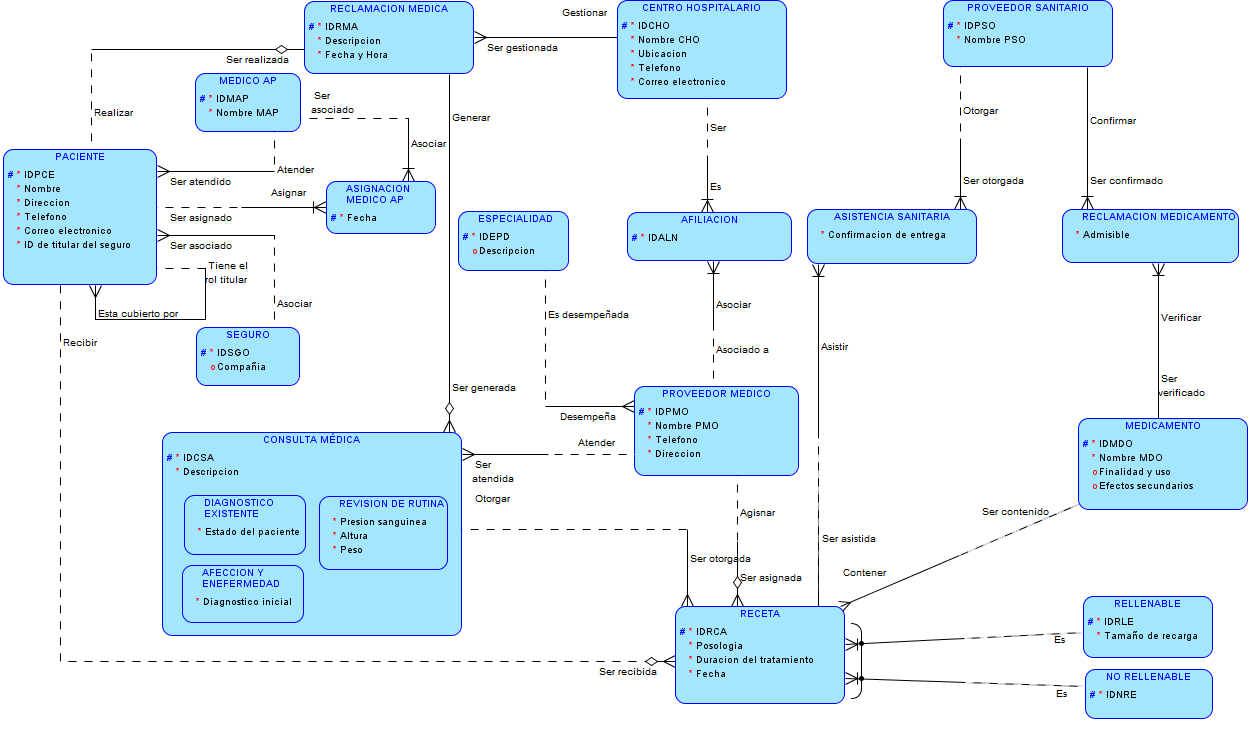 RECLAMACION MEDICA
# * IDRMA
* Descripcion
* Fecha y Hora
Gestionar
Ser gestionada
CENTRO HOSPITALARIO
# * IDCHO
* Nombre CHO
* Ubicacion
* Telefono
* Correo electronico
PROVEEDOR SANITARIO
# * IDPSO
* Nombre PSO
Ser realizada
Realizar
MEDICO AP
# * IDMAP
* Nombre MAP
Ser
asociado
Asociar
Generar
Ser
Es
Otorgar
Ser otorgada
Confirmar
Ser confirmado
PACIENTE
# * IDPCE
* Nombre
* Direccion
* Telefono
* Correo electronico
* ID de titular del seguro
Atender
Ser atendido
Asignar
Ser asignado
ASIGNACION
MEDICO AP
# * Fecha
Ser asociado
Asociar
Tiene el
rol titular
Esta cubierto por
Recibir
SEGURO
# * IDSGO
o Compañia
ESPECIALIDAD
# * IDEPD
o Descripcion
Es desempeñada
Desempeña
AFILIACION
# * IDALN
Asociar
Asociado a
ASISTENCIA SANITARIA
* Confirmacion de entrega
RECLAMACION MEDICAMENTO
* Admisible
Asistir
Ser asistida
Verificar
Ser
verificado
Ser generada
PROVEEDOR MEDICO
# * IDPMO
* Nombre PMO
* Telefono
* Direccion
Atender
Ser
atendida
MEDICAMENTO
# * IDMDO
* Nombre MDO
o Finalidad y uso
o Efectos secundarios
CONSULTA MÉDICA
# * IDCSA
* Descripcion
DIAGNOSTICO
EXISTENTE
* Estado del paciente
REVISION DE RUTINA
* Presion sanguinea
* Altura
* Peso
AFECCION Y
ENEFERMEDAD
* Diagnostico inicial
Otorgar
Ser otorgada
Agisnar
Ser asignada
Ser contenido
Contener
Ser recibida
RECETA
# * IDRCA
* Posologia
* Duracion del tratamiento
* Fecha
RELLENABLE
# * IDRLE
* Tamaño de recarga
Es
NO RELLENABLE
# * IDNRE
Es